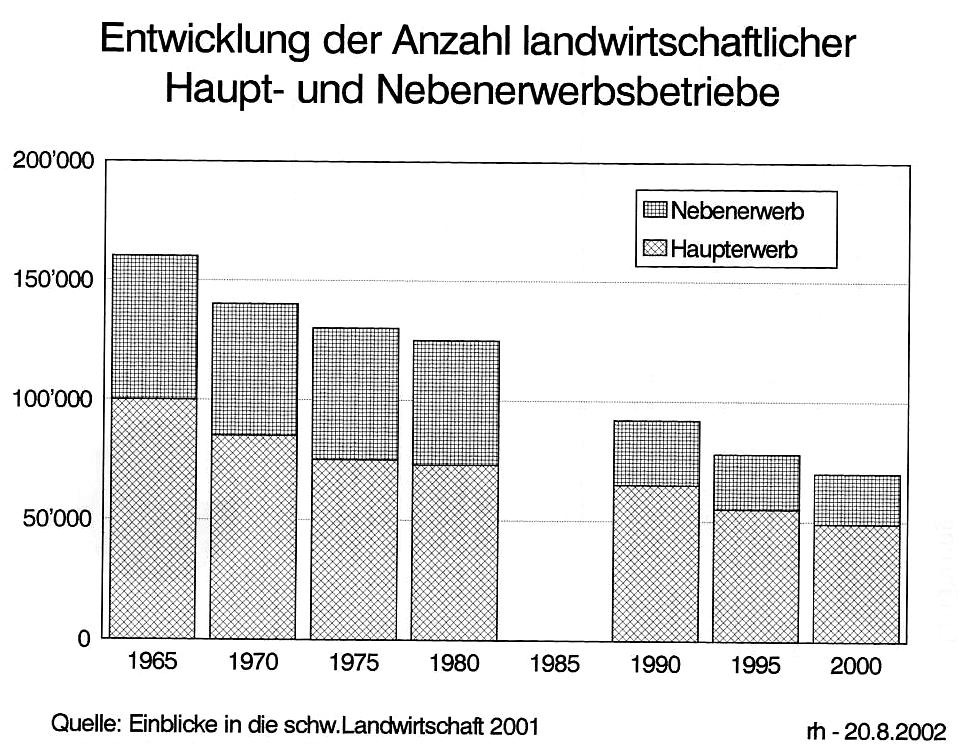 Entwicklung der Anzahl landwirtschaftlicher
Haupt- und Nebenerwerbsbetriebe
200'000
150'000
100'000
50'000
0
Nebenerwerb
Haupterwerb
1965 1970 1975 1980 1985 1990 1995 2000
Quelle: Einblicke in die schw.Landwirtschaft 2001
rh - 20.8.2002